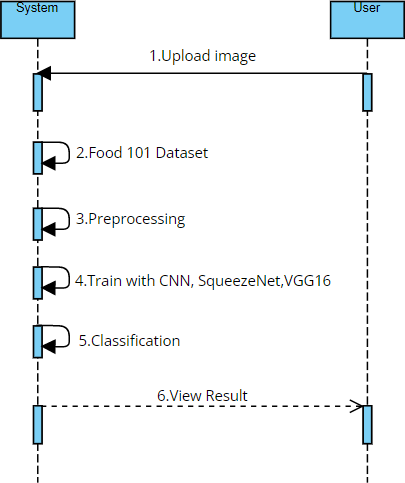 System
User
1.Upload image
2.Food 101 Dataset
3.Preprocessing
4.Train with CNN, SqueezeNet,VGG16
5.Classification
6.View Result